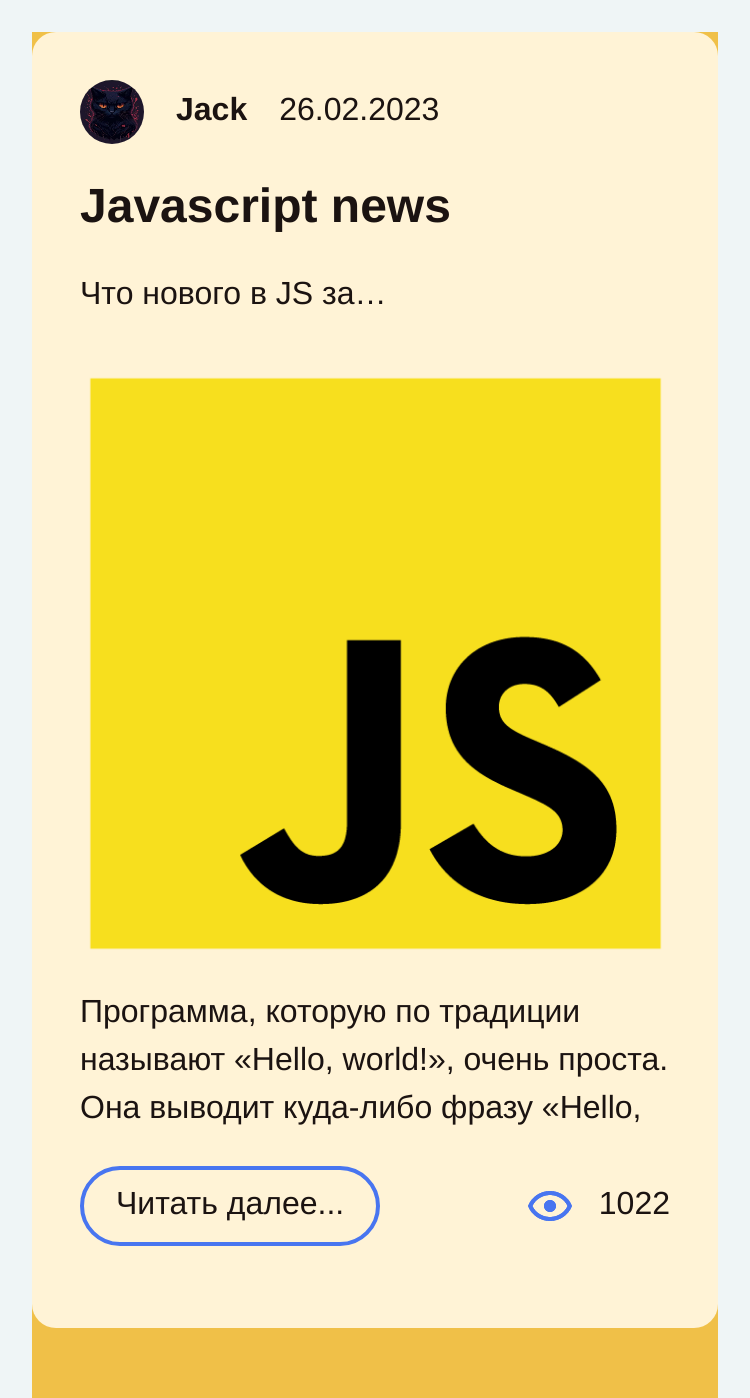 Jack 26.02.2023
Javascript news
Что нового в JS за…
JS
Программа, которую по традиции
называют «Hello, world!», очень проста.
Она выводит куда-либо фразу «Hello,
Читать далее... 1022